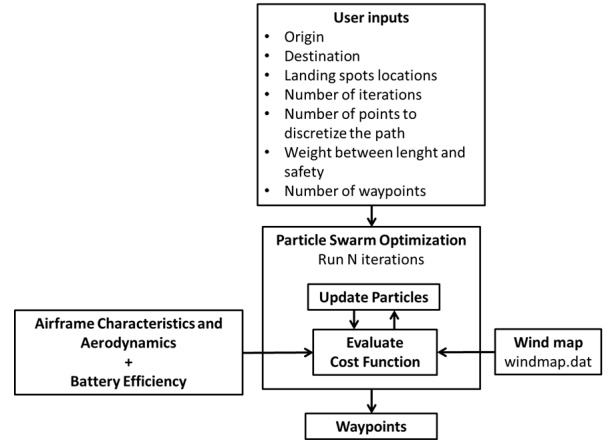 User inputs
• Origin
• Destination
• Landing spots locations
• Number of iterations
• Number of points to
discretize the path
• Weight between lenght and
safety
• Number of waypoints
Particle Swarm Optimization
Run N iterations
Update Particles
Evaluate
Cost Function
Airframe Characteristics and
Aerodynamics
+
Battery Efficiency
Wind map
windmap.dat
Waypoints